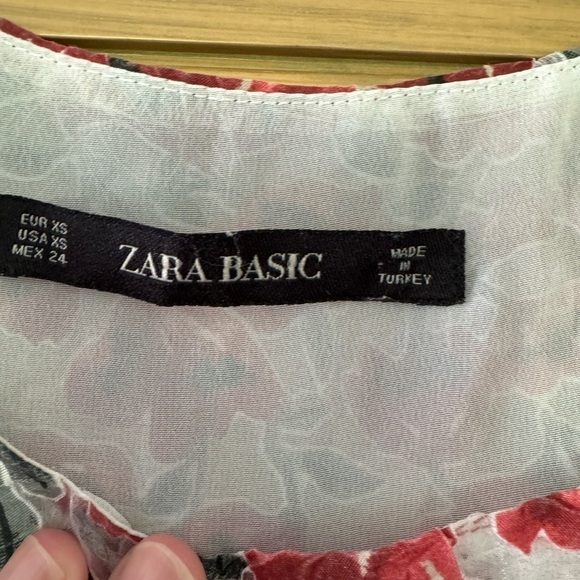 EUR XS
USA XS
MEX 24
ZARA BASIC
MADE
IN
TURKEY